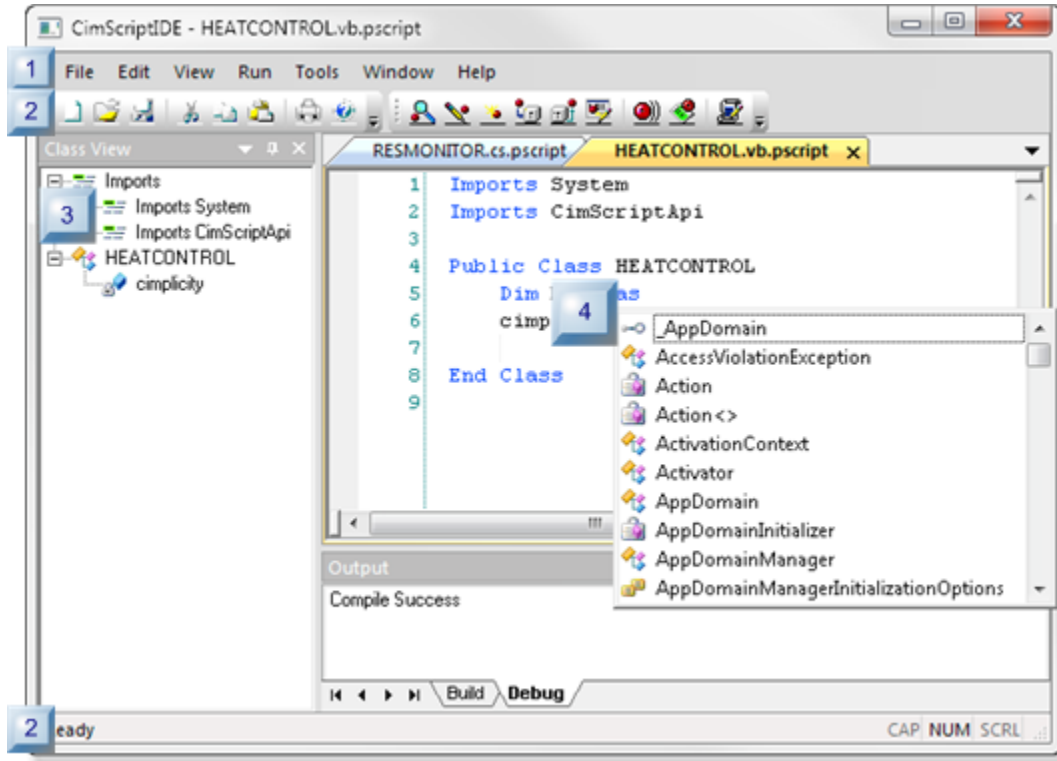 CimScriptIDE - HEATCONTROL.vb.pscript
1 File Edit View Run Tools Window Help
2
Class View
RESMONITOR.cs.pscript HEATCONTROL.vb.pscript
Imports
3 Imports System
Imports CimScriptApi
HEATCONTROL
cimplicity
1 Imports System
2 Imports CimScriptApi
3
4 Public Class HEATCONTROL
5 Dim 4 as
6 cimp
7
8 End Class
9
_AppDomain
AccessViolationException
Action
Action<>
ActivationContext
Activator
AppDomain
AppDomainInitializer
AppDomainManager
AppDomainManagerInitializationOptions
Output
Compile Success
Build Debug
2 eady CAP NUM SCRL